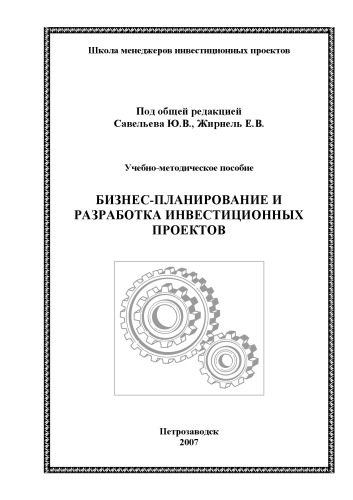 Школа менеджеров инвестиционных проектов
Под общей редакцией
Савельева Ю.В., Жирнель Е.В.
Учебно-методическое пособие
БИЗНЕС-ПЛАНИРОВАНИЕ И
РАЗРАБОТКА ИНВЕСТИЦИОННЫХ
ПРОЕКТОВ
Петрозаводск
2007